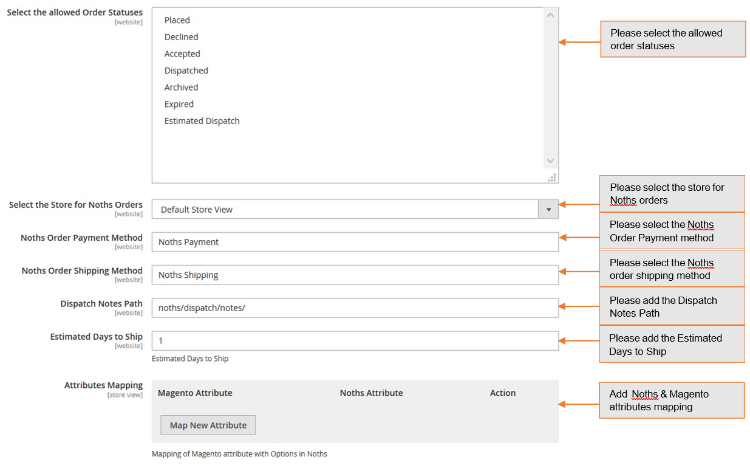 Select the allowed Order Statuses
[website]
Placed
Declined
Accepted
Dispatched
Archived
Expired
Estimated Dispatch
Please select the allowed
order statuses
Select the Store for Noths Orders
[website]
Default Store View
Please select the store for
Noths orders
Noths Order Payment Method
[website]
Noths Payment
Please select the Noths
Order Payment method
Noths Order Shipping Method
[website]
Noths Shipping
Please select the Noths
order shipping method
Dispatch Notes Path
[website]
noths/dispatch/notes/
Please add the Dispatch
Notes Path
Estimated Days to Ship
[website]
1
Estimated Days to Ship
Please add the Estimated
Days to Ship
Attributes Mapping
[store view]
Magento Attribute Noths Attribute Action
Map New Attribute
Mapping of Magento attribute with Options in Noths
Add Noths & Magento
attributes mapping